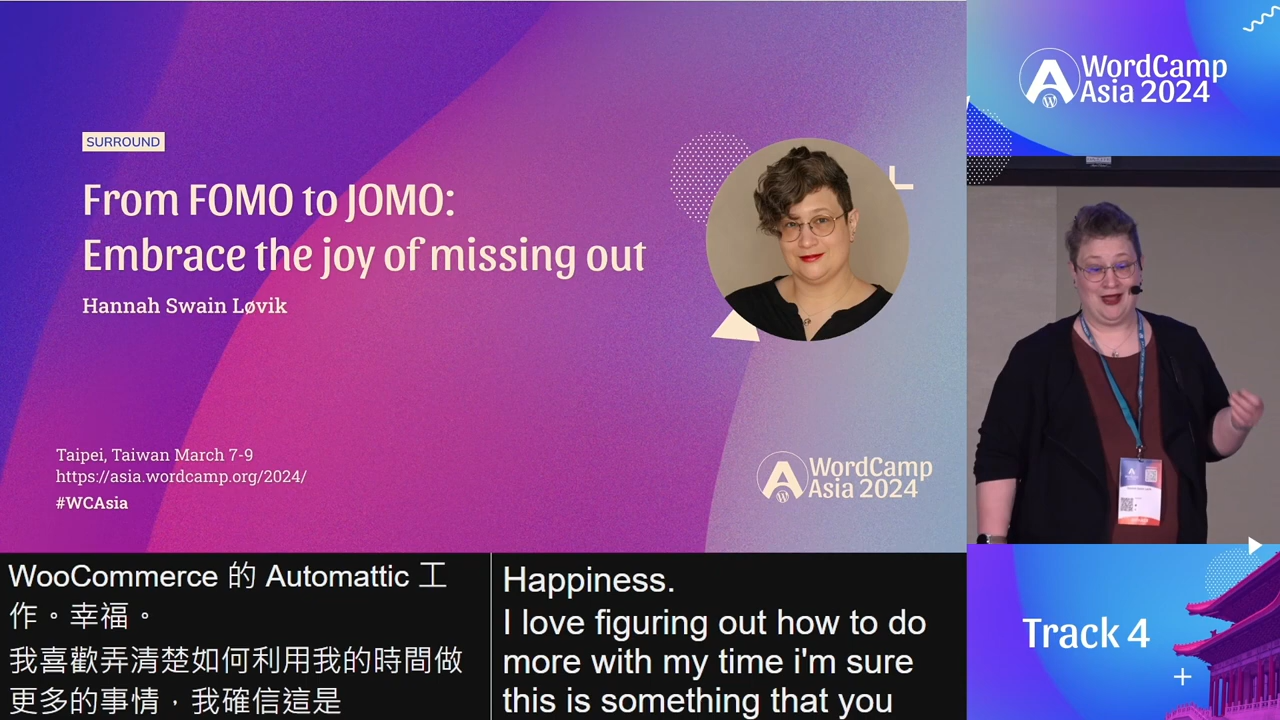 SURROUND
From FOMO to JOMO:
Embrace the joy of missing out
Hannah Swain Løvik
Taipei, Taiwan March 7-9
https://asia.wordcamp.org/2024/
#WCAsia
WordCamp
Asia 2024
WordCamp
Asia 2024
Track 4
WooCommerce 的 Automattic 工
作。幸福。
我喜歡弄清楚如何利用我的時間做
更多的事情，我確信這是
Happiness.
I love figuring out how to do
more with my time i'm sure
this is something that you